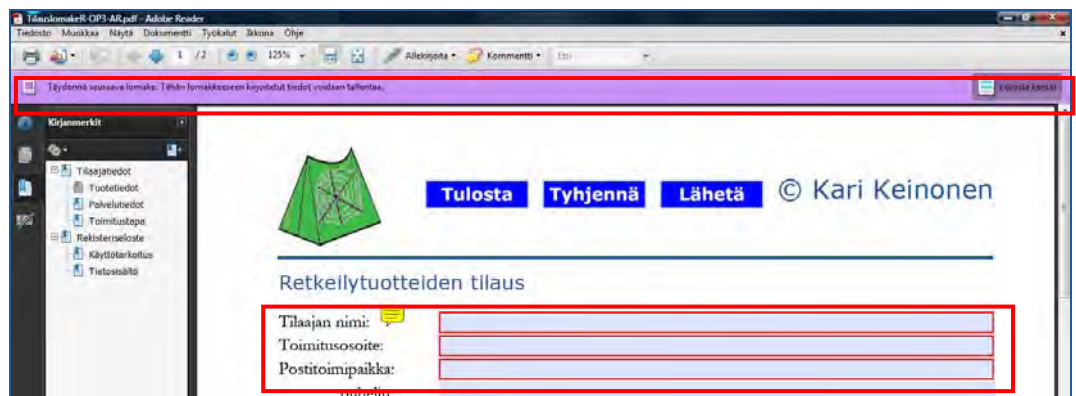 TilauslomakeR-OP3-AR.pdf - Adobe Reader
Tiedosto Muokkaa Näytä Dokumentti Työkalut Ikkuna Ohje
1 / 2 125% Allekirjoita Kommentti Etsi
Täydennä seuraava lomake. Tähän lomakkeeseen kirjoitetut tiedot voidaan tallentaa.
Korosta kentät
Kirjanmerkit
Tilaajatiedot
Tuotetiedot
Palvelutiedot
Toimitustapa
Rekisteriseloste
Käyttötarkoitus
Tietosisältö
Tulosta Tyhjennä Lähetä © Kari Keinonen
Retkeilytuotteiden tilaus
Tilaajan nimi:
Toimitusosoite:
Postitoimipaikka: